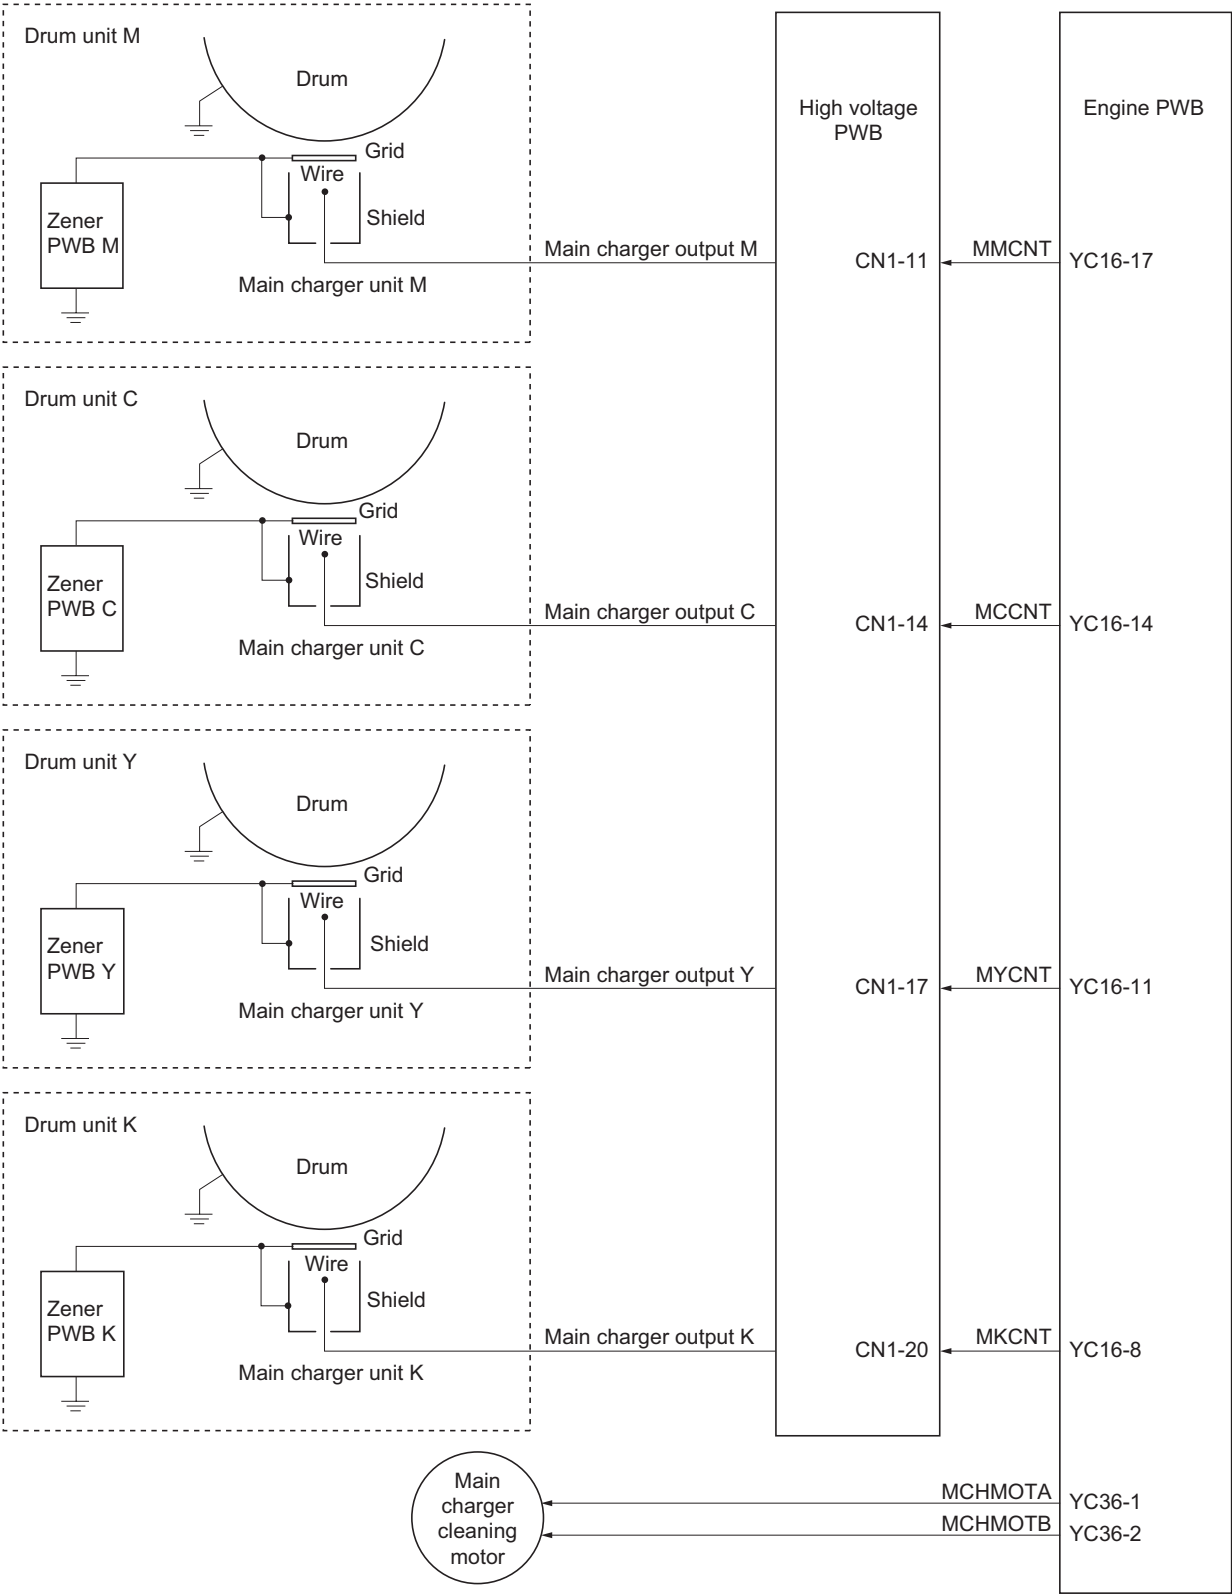 Drum unit M
Drum
Grid
Wire
Shield
Zener
PWB M
Main charger unit M
Main charger output M
High voltage
PWB
CN1-11
MMCNT
Engine PWB
YC16-17
Drum unit C
Drum
Grid
Wire
Shield
Zener
PWB C
Main charger unit C
Main charger output C
CN1-14
MCCNT
YC16-14
Drum unit Y
Drum
Grid
Wire
Shield
Zener
PWB Y
Main charger unit Y
Main charger output Y
CN1-17
MYCNT
YC16-11
Drum unit K
Drum
Grid
Wire
Shield
Zener
PWB K
Main charger unit K
Main charger output K
CN1-20
MKCNT
YC16-8
Main
charger
cleaning
motor
MCHMOTA
YC36-1
MCHMOTB
YC36-2